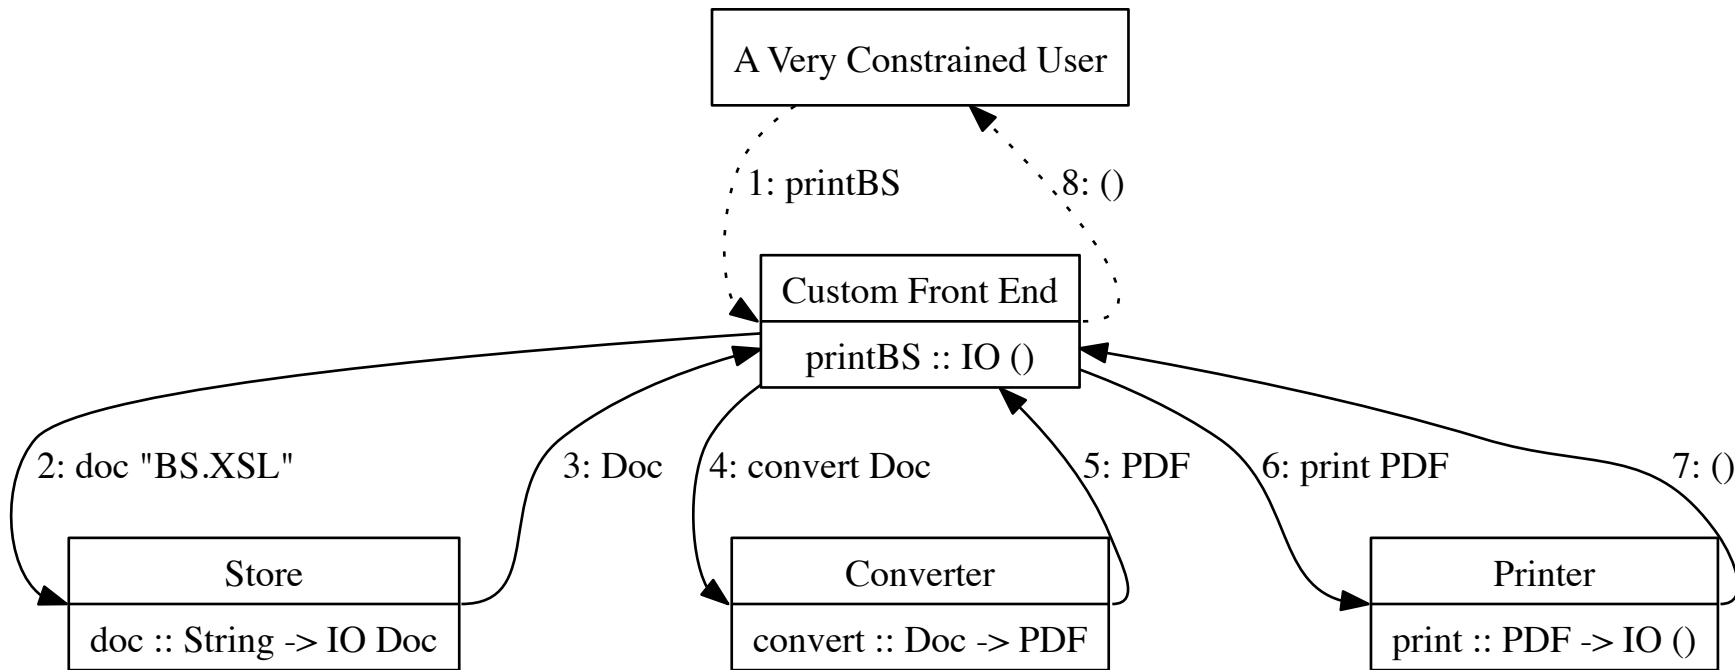 A Very Constrained User
1: printBS
8: ()
Custom Front End
printBS :: IO ()
2: doc "BS.XSL"
3: Doc
4: convert Doc
5: PDF
6: print PDF
7: ()
Store
doc :: String -> IO Doc
Converter
convert :: Doc -> PDF
Printer
print :: PDF -> IO ()